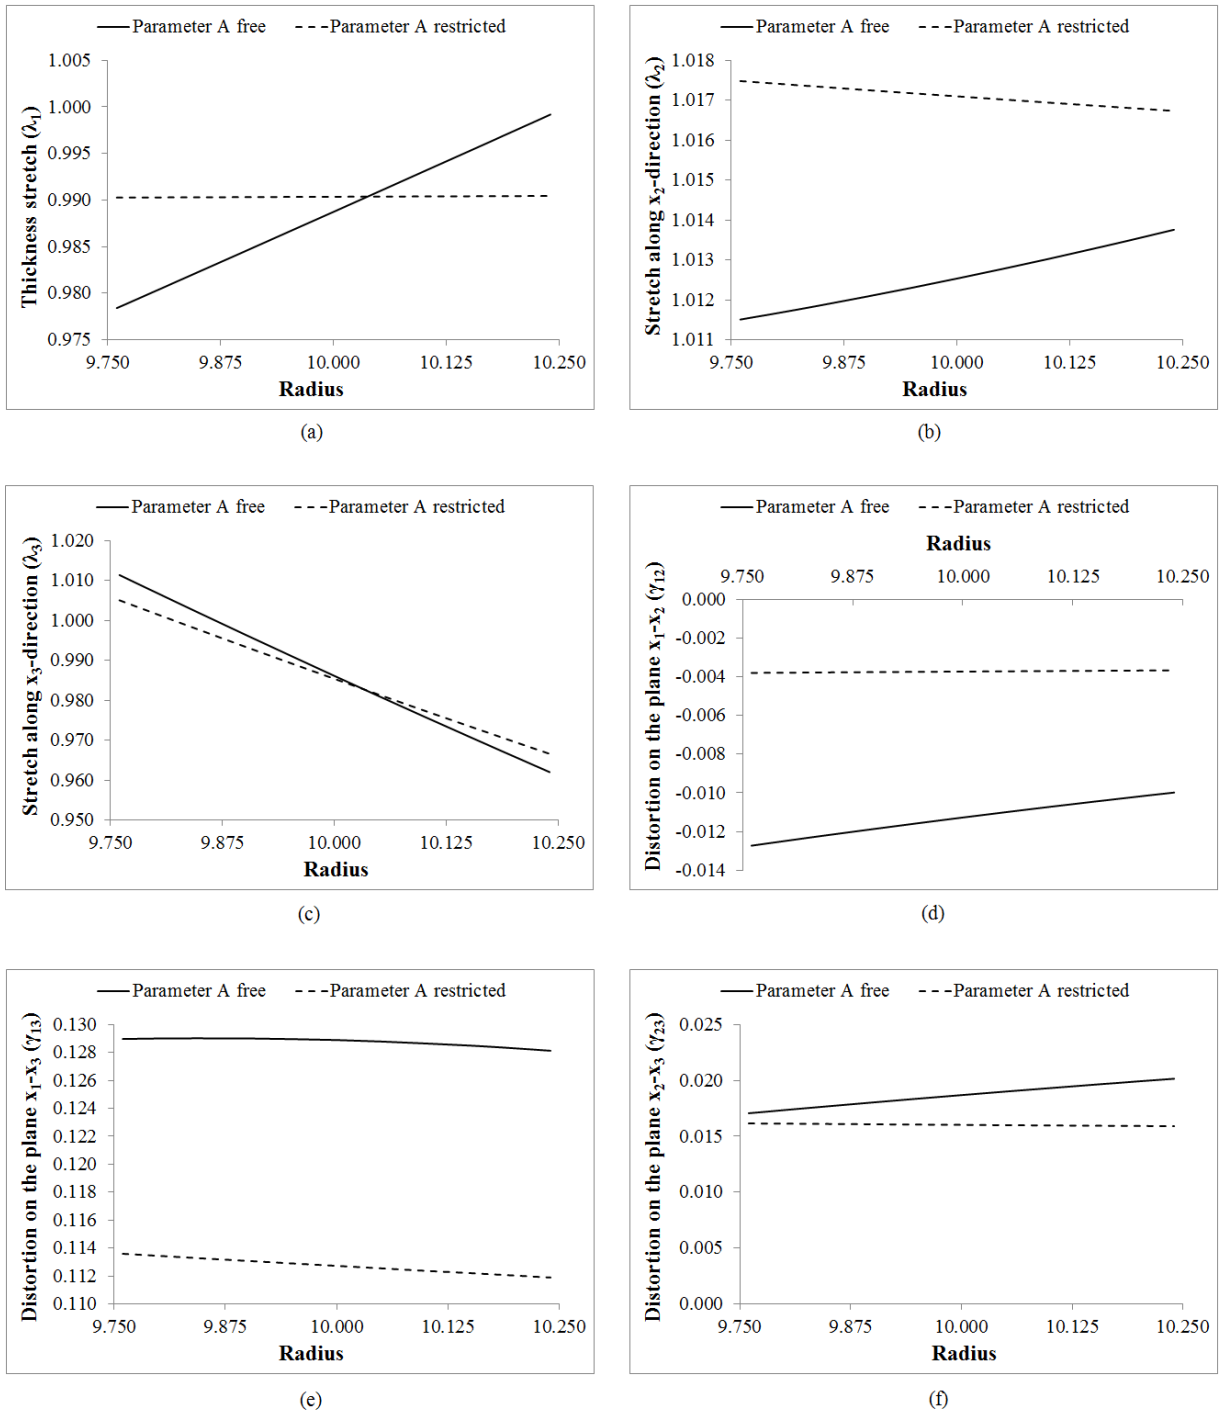 Parameter A free Parameter A restricted
Thickness stretch (λ1)
1.005
1.000
0.995
0.990
0.985
0.980
0.975
9.750 9.875 10.000 10.125 10.250
Radius
(a)
Parameter A free Parameter A restricted
Stretch along x2-direction (λ2)
1.018
1.017
1.016
1.015
1.014
1.013
1.012
1.011
9.750 9.875 10.000 10.125 10.250
Radius
(b)
Parameter A free Parameter A restricted
Stretch along x3-direction (λ3)
1.020
1.010
1.000
0.990
0.980
0.970
0.960
0.950
9.750 9.875 10.000 10.125 10.250
Radius
(c)
Parameter A free Parameter A restricted
Radius
9.750 9.875 10.000 10.125 10.250
Distortion on the plane x1-x2 (γ12)
0.000
-0.002
-0.004
-0.006
-0.008
-0.010
-0.012
-0.014
(d)
Parameter A free Parameter A restricted
Distortion on the plane x1-x3 (γ13)
0.130
0.128
0.126
0.124
0.122
0.120
0.118
0.116
0.114
0.112
0.110
9.750 9.875 10.000 10.125 10.250
Radius
(e)
Parameter A free Parameter A restricted
Distortion on the plane x2-x3 (γ23)
0.025
0.020
0.015
0.010
0.005
0.000
9.750 9.875 10.000 10.125 10.250
Radius
(f)